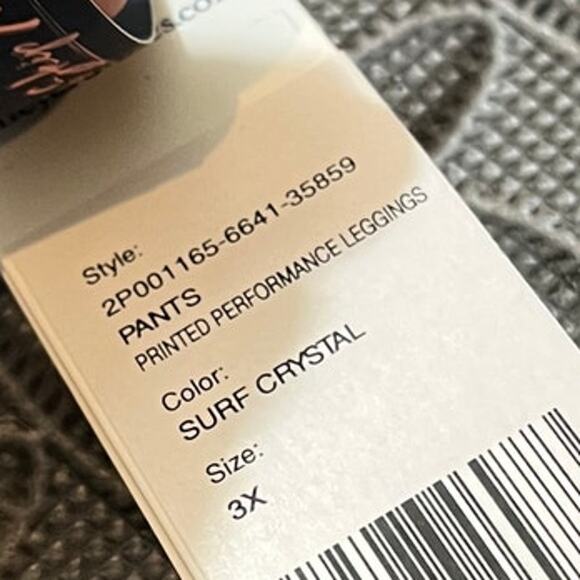 Style:
2P001165-6641-35859
PANTS
PRINTED PERFORMANCE LEGGINGS
Color:
SURF CRYSTAL
Size:
3X